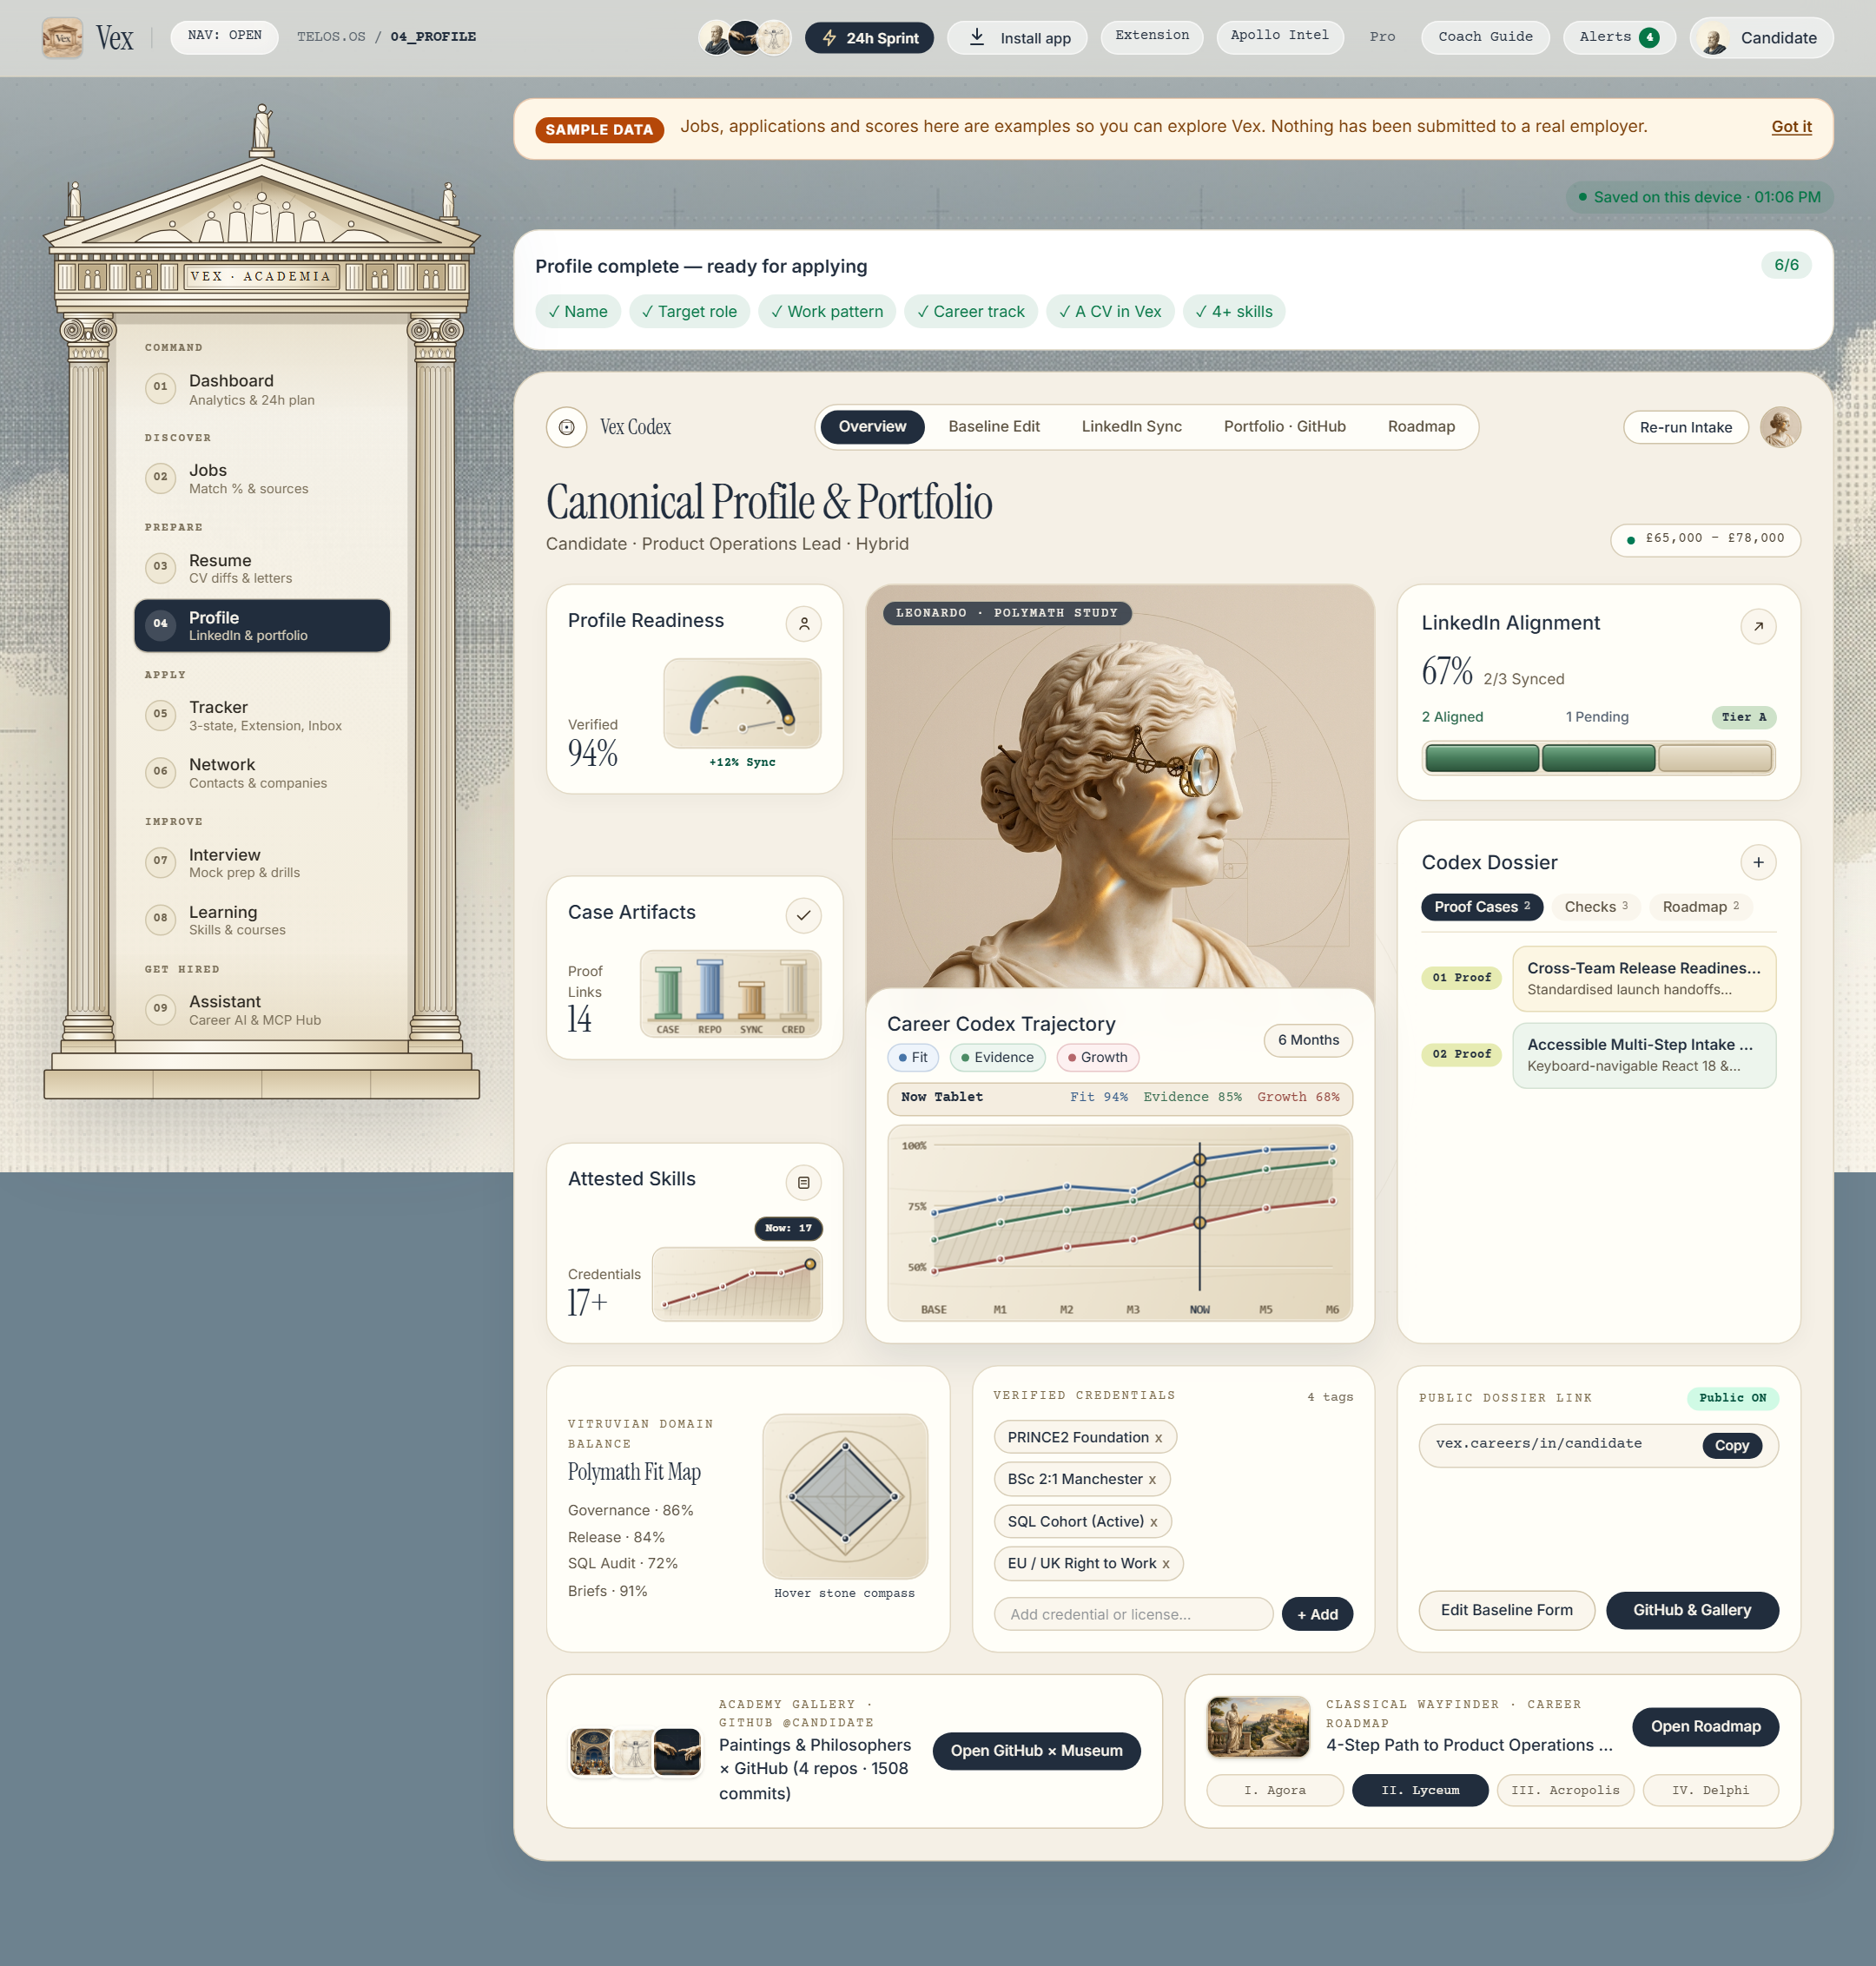 Vex
Vex
NAV: OPEN
TELOS.OS / 04_PROFILE
24h Sprint
Install app
Extension
Apollo Intel
Pro
Coach Guide
Alerts 4
Candidate
SAMPLE DATA
Jobs, applications and scores here are examples so you can explore Vex. Nothing has been submitted to a real employer.
Got it
Saved on this device · 01:06 PM
VEX · ACADEMIA
COMMAND
01
Dashboard
Analytics & 24h plan
DISCOVER
02
Jobs
Match % & sources
PREPARE
03
Resume
CV diffs & letters
04
Profile
LinkedIn & portfolio
APPLY
05
Tracker
3-state, Extension, Inbox
06
Network
Contacts & companies
IMPROVE
07
Interview
Mock prep & drills
08
Learning
Skills & courses
GET HIRED
09
Assistant
Career AI & MCP Hub
Profile complete — ready for applying
6/6
✓ Name
✓ Target role
✓ Work pattern
✓ Career track
✓ A CV in Vex
✓ 4+ skills
Vex Codex
Overview
Baseline Edit
LinkedIn Sync
Portfolio · GitHub
Roadmap
Re-run Intake
Canonical Profile & Portfolio
Candidate · Product Operations Lead · Hybrid
£65,000 – £78,000
Profile Readiness
Verified
94%
+12% Sync
Case Artifacts
Proof
Links
14
CASE
REPO
SYNC
CRED
Attested Skills
Now: 17
Credentials
17+
LEONARDO · POLYMATH STUDY
Career Codex Trajectory
Fit
Evidence
Growth
6 Months
Now Tablet
Fit 94%
Evidence 85%
Growth 68%
100%
75%
50%
BASE
M1
M2
M3
NOW
M5
M6
LinkedIn Alignment
67%
2/3 Synced
2 Aligned
1 Pending
Tier A
Codex Dossier
Proof Cases 2
Checks 3
Roadmap 2
01 Proof
Cross-Team Release Readines...
Standardised launch handoffs...
02 Proof
Accessible Multi-Step Intake ...
Keyboard-navigable React 18 &...
VITRUVIAN DOMAIN
BALANCE
Polymath Fit Map
Governance · 86%
Release · 84%
SQL Audit · 72%
Briefs · 91%
Hover stone compass
VERIFIED CREDENTIALS
4 tags
PRINCE2 Foundation x
BSc 2:1 Manchester x
SQL Cohort (Active) x
EU / UK Right to Work x
Add credential or license...
+ Add
PUBLIC DOSSIER LINK
Public ON
vex.careers/in/candidate
Copy
Edit Baseline Form
GitHub & Gallery
ACADEMY GALLERY ·
GITHUB @CANDIDATE
Paintings & Philosophers
× GitHub (4 repos · 1508
commits)
Open GitHub × Museum
CLASSICAL WAYFINDER · CAREER
ROADMAP
4-Step Path to Product Operations ...
Open Roadmap
I. Agora
II. Lyceum
III. Acropolis
IV. Delphi